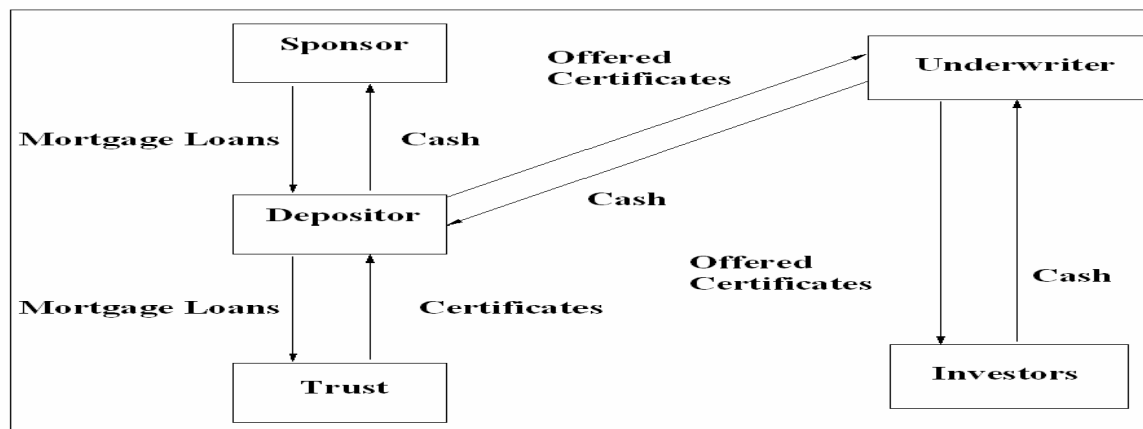 Sponsor
Offered
Certificates
Underwriter
Mortgage Loans
Cash
Depositor
Cash
Offered
Certificates
Cash
Mortgage Loans
Certificates
Trust
Investors